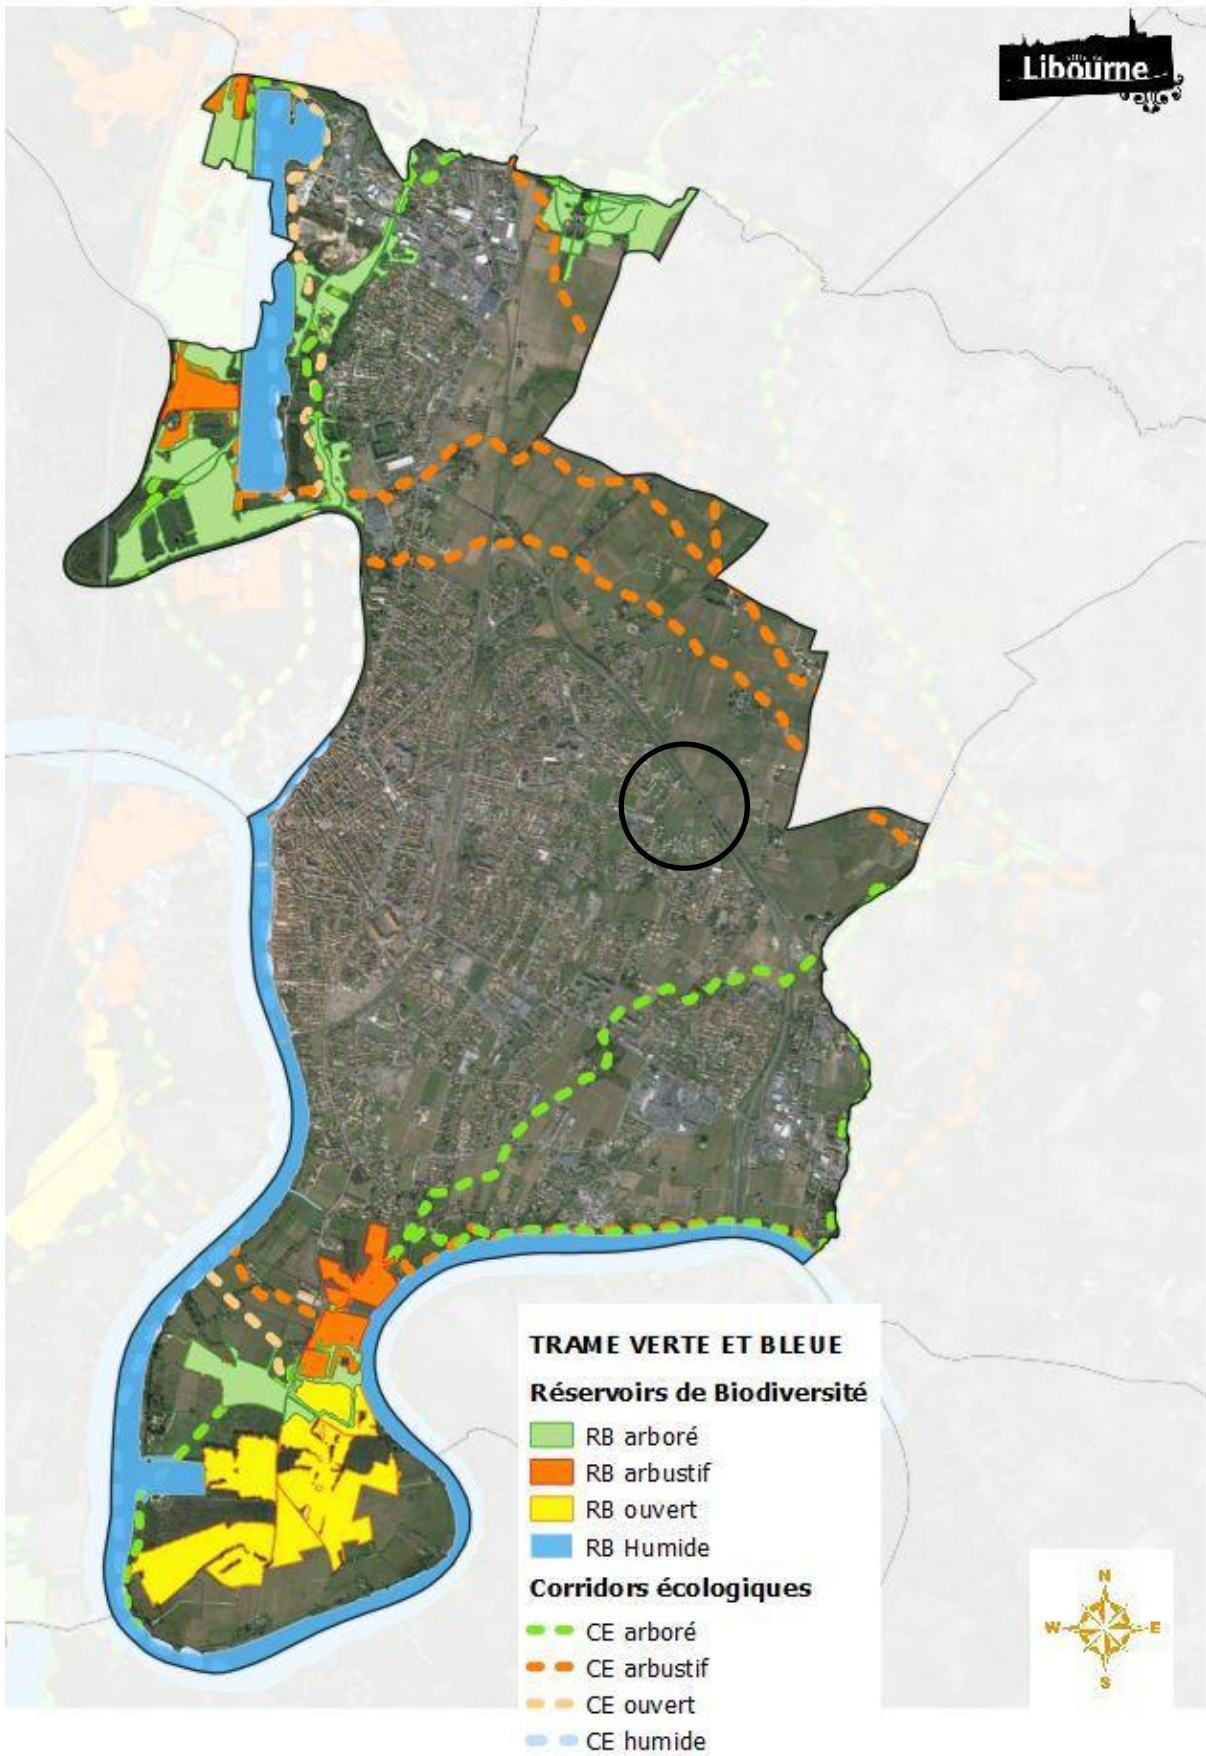 Libourne
TRAME VERTE ET BLEUE
Réservoirs de Biodiversité
RB arboré
RB arbustif
RB ouvert
RB Humide
Corridors écologiques
CE arboré
CE arbustif
CE ouvert
CE humide
N
W E
S